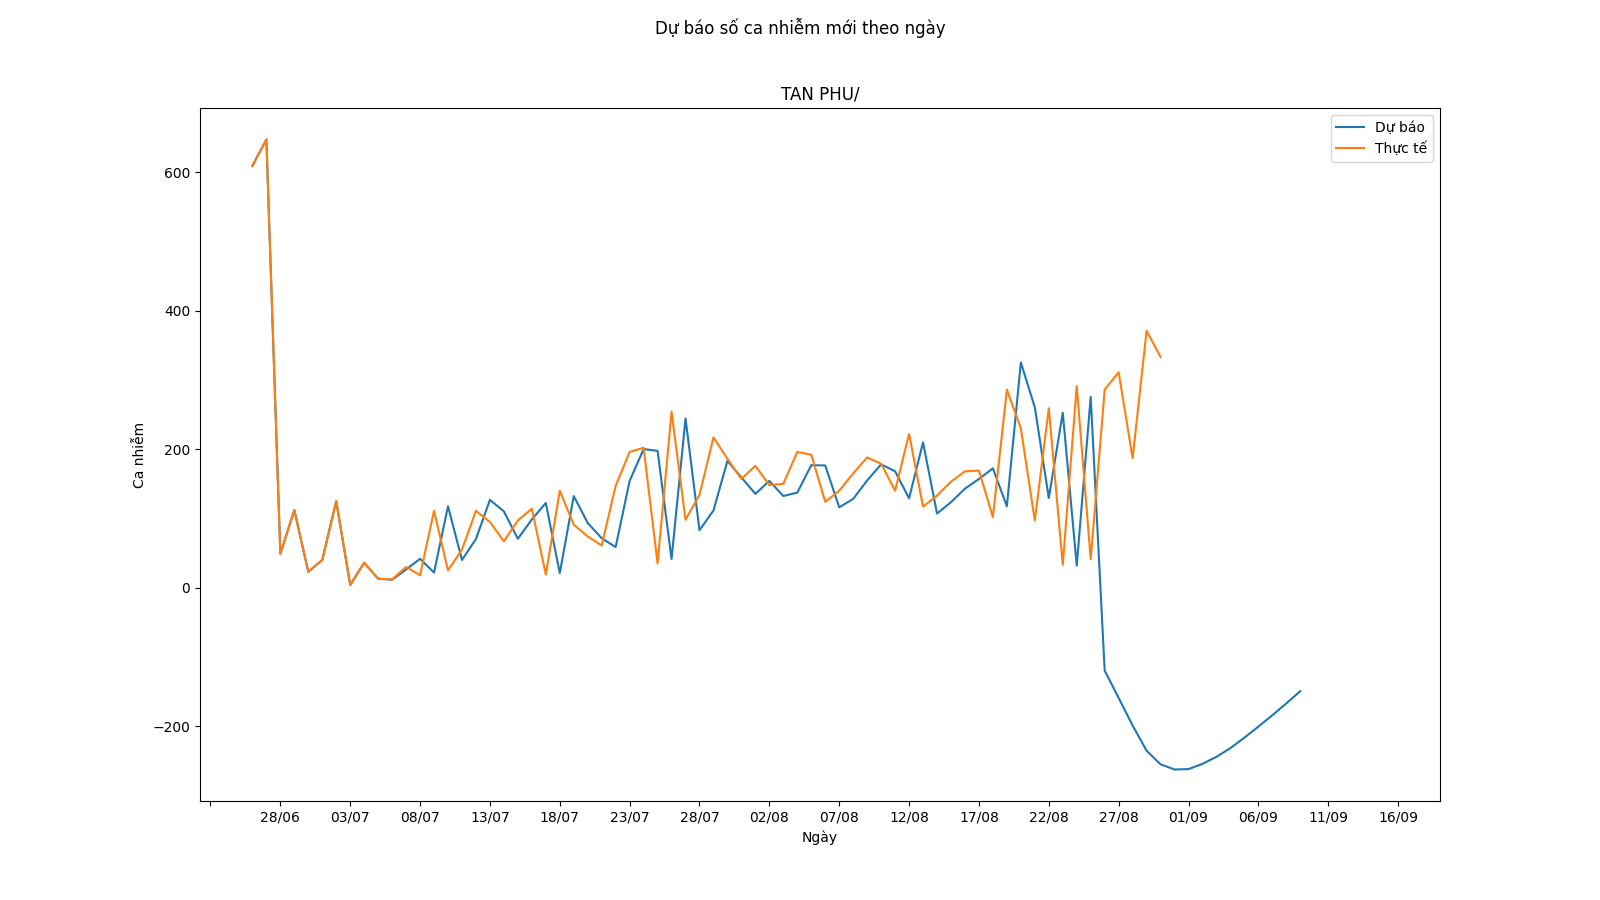 Dự báo số ca nhiễm mới theo ngày
TAN PHU/
Dự báo
Thực tế
600
400
200
0
−200
Ca nhiễm
28/06 03/07 08/07 13/07 18/07 23/07 28/07 02/08 07/08 12/08 17/08 22/08 27/08 01/09 06/09 11/09 16/09
Ngày